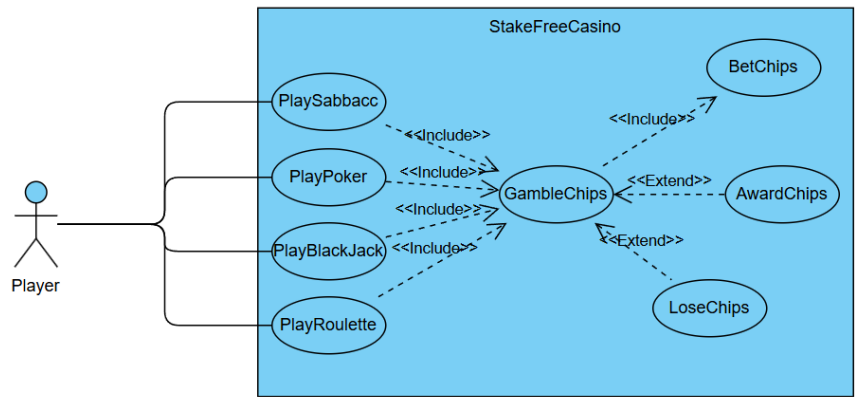 StakeFreeCasino
BetChips
PlaySabbacc
<<Include>>
<<Include>>
PlayPoker
<<Include>>
<<Extend>>
GambleChips
AwardChips
<<Include>>
<<Extend>>
PlayBlackJack
<<Include>>
Player
LoseChips
PlayRoulette